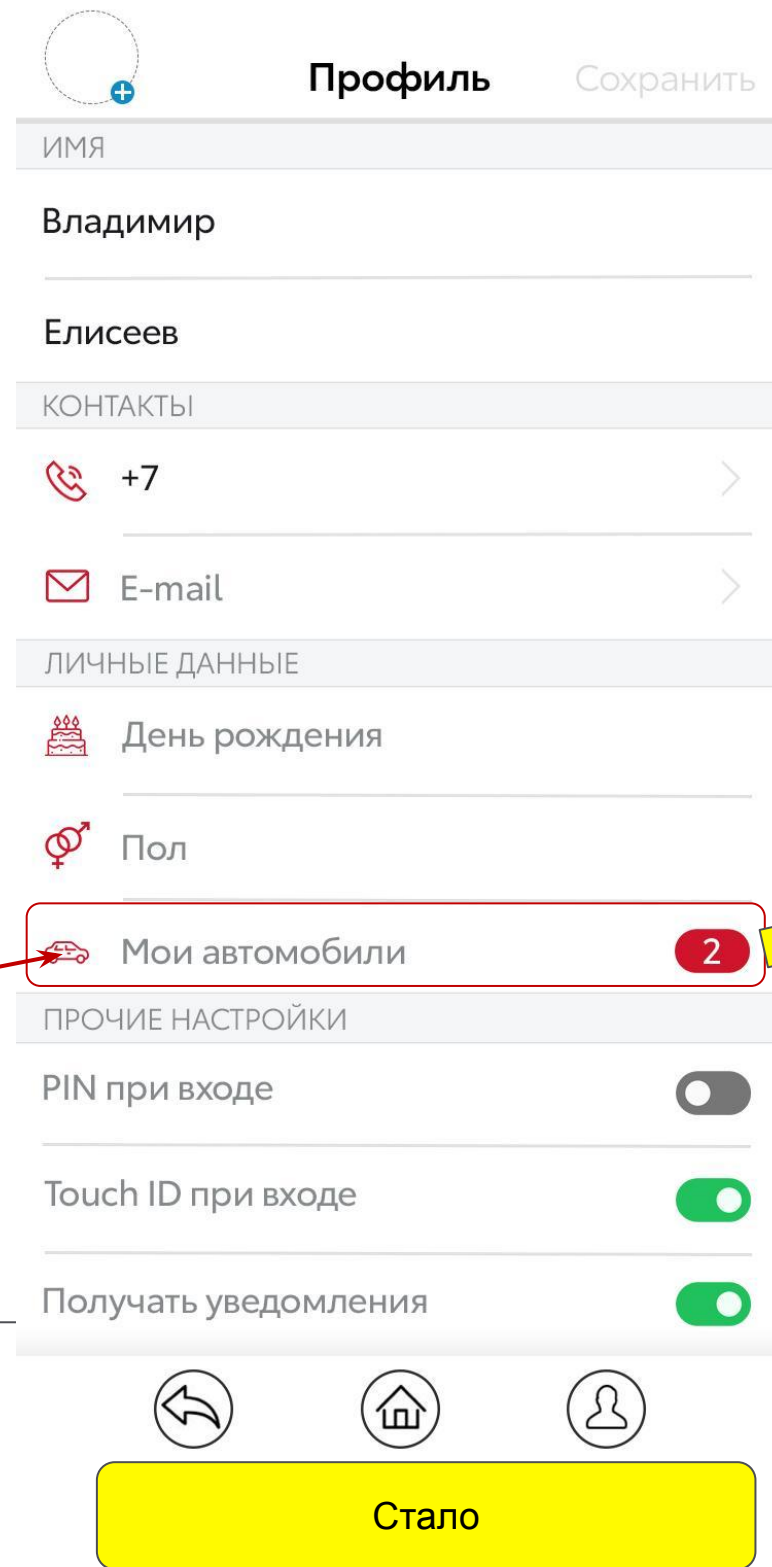 Профиль
Сохранить
ИМЯ
Владимир
Елисеев
КОНТАКТЫ
+7
E-mail
ЛИЧНЫЕ ДАННЫЕ
День рождения
Пол
Мои автомобили
2
ПРОЧИЕ НАСТРОЙКИ
PIN при входе
Touch ID при входе
Получать уведомления
Стало